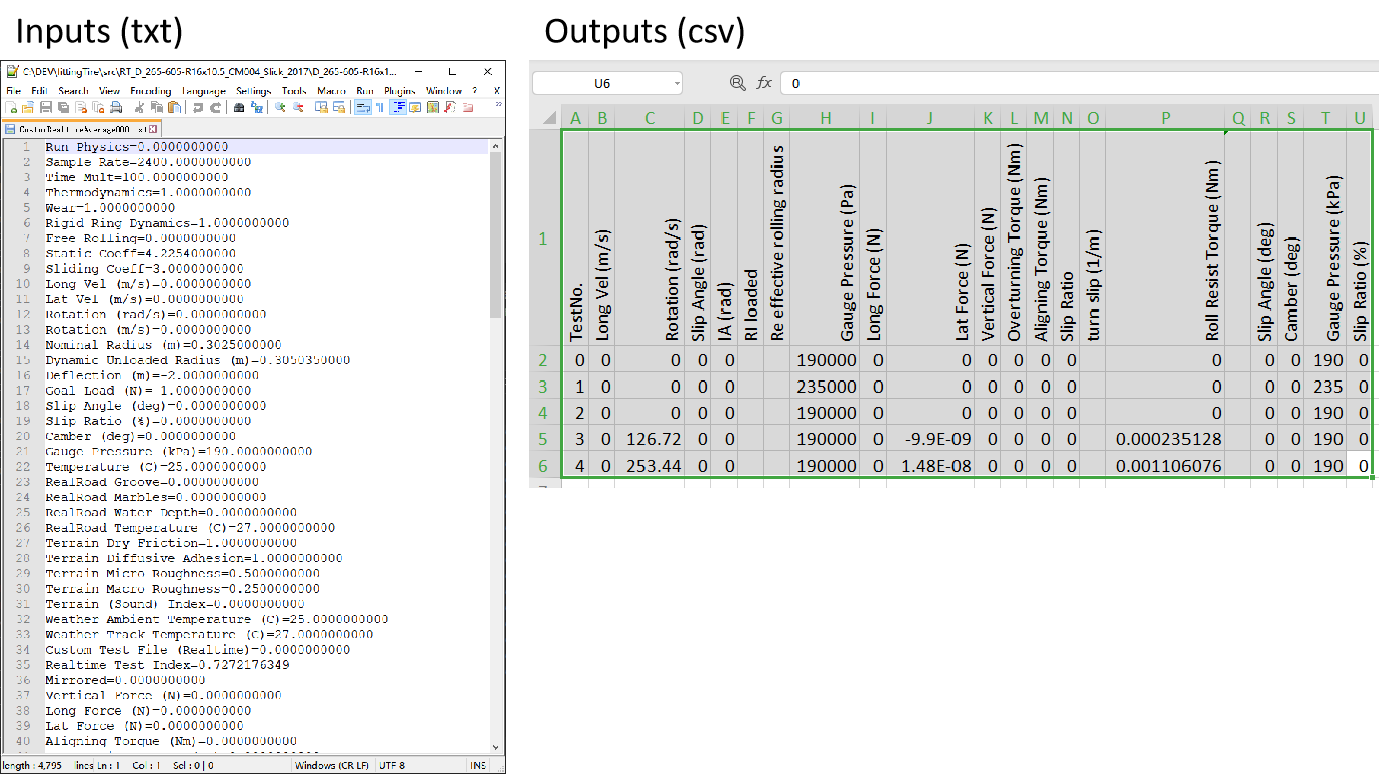 Inputs (txt)
Outputs (csv)
C:\DEV\fittingTire\src\RT_D_265-605-R16x10.5_CM004_Slick_2017\D_265-605-R16x1...
File Edit Search View Encoding Language Settings Tools Macro Run Plugins Window ? X
1 Run Physics=0.0000000000
2 Sample Rate=2400.0000000000
3 Time Mult=100.0000000000
4 Thermodynamics=1.0000000000
5 Wear=1.0000000000
6 Rigid Ring Dynamics=1.0000000000
7 Free Rolling=0.0000000000
8 Static Coeff=4.2254000000
9 Sliding Coeff=3.0000000000
10 Long Vel (m/s)=0.0000000000
11 Lat Vel (m/s)=0.0000000000
12 Rotation (rad/s)=0.0000000000
13 Rotation (m/s)=0.0000000000
14 Nominal Radius (m)=0.3025000000
15 Dynamic Unloaded Radius (m)=0.3050350000
16 Deflection (m)=-2.0000000000
17 Goal Load (N)=-1.0000000000
18 Slip Angle (deg)=0.0000000000
19 Slip Ratio (%)=0.0000000000
20 Camber (deg)=0.0000000000
21 Gauge Pressure (kPa)=190.0000000000
22 Temperature (C)=25.0000000000
23 RealRoad Groove=0.0000000000
24 RealRoad Marbles=0.0000000000
25 RealRoad Water Depth=0.0000000000
26 RealRoad Temperature (C)=27.0000000000
27 Terrain Dry Friction=1.0000000000
28 Terrain Diffusive Adhesion=1.0000000000
29 Terrain Micro Roughness=0.5000000000
30 Terrain Macro Roughness=0.2500000000
31 Terrain (Sound) Index=0.0000000000
32 Weather Ambient Temperature (C)=25.0000000000
33 Weather Track Temperature (C)=27.0000000000
34 Custom Test File (Realtime)=0.0000000000
35 Realtime Test Index=0.7272176349
36 Mirrored=0.0000000000
37 Vertical Force (N)=0.0000000000
38 Long Force (N)=0.0000000000
39 Lat Force (N)=0.0000000000
40 Aligning Torque (Nm)=0.0000000000
length : 4,795 lines Ln : 1 Col : 1 Sel : 0 | 0 Windows (CR LF) UTF-8 INS
U6 fx 0
A B C D E F G H I J K L M N O P Q R S T U
1
TestNo.
Long Vel (m/s)
Rotation (rad/s)
Slip Angle (rad)
IA (rad)
Rl loaded
Re effective rolling radius
Gauge Pressure (Pa)
Long Force (N)
Lat Force (N)
Vertical Force (N)
Overturning Torque (Nm)
Aligning Torque (Nm)
Slip Ratio
turn slip (1/m)
Roll Resist Torque (Nm)
Slip Angle (deg)
Camber (deg)
Gauge Pressure (kPa)
Slip Ratio (%)
2 0 0 0 0 0 190000 0 0 0 0 0 0 0 0 0 190 0
3 1 0 0 0 0 235000 0 0 0 0 0 0 0 0 0 235 0
4 2 0 0 0 0 190000 0 0 0 0 0 0 0 0 0 190 0
5 3 0 126.72 0 0 190000 0 -9.9E-09 0 0 0 0 0.000235128 0 0 190 0
6 4 0 253.44 0 0 190000 0 1.48E-08 0 0 0 0 0.001106076 0 0 190 0